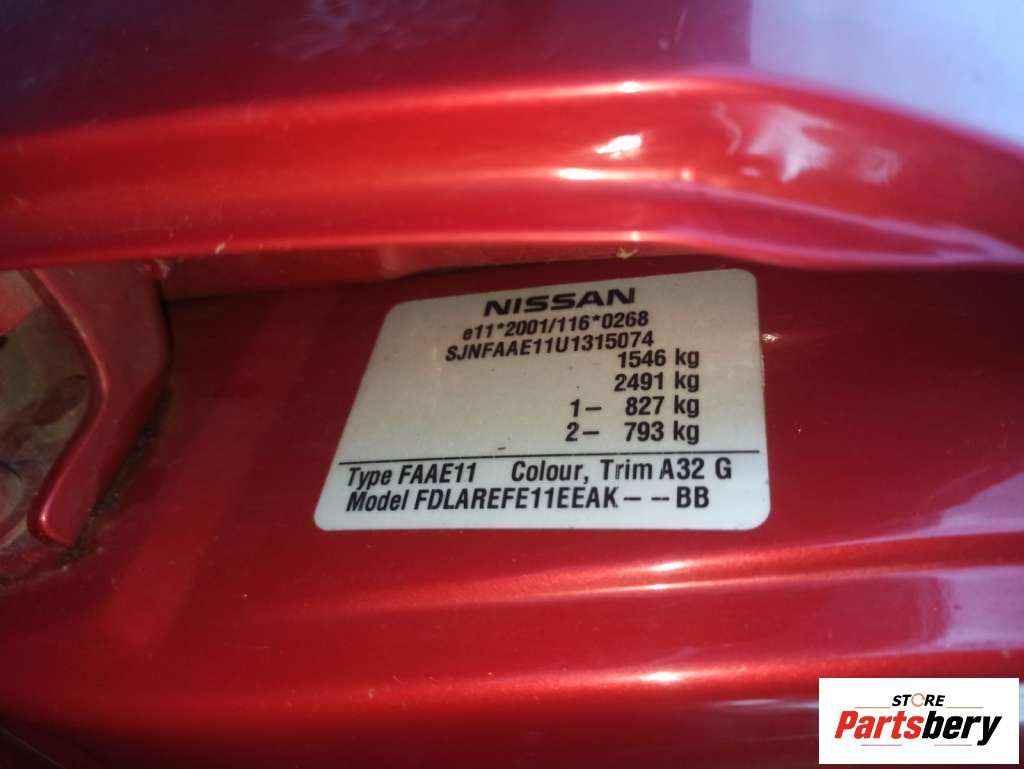 NISSAN
e11*2001/116*0268
SJNFAAE11U1315074
1546 kg
2491 kg
1– 827 kg
2– 793 kg
Type FAAE11 Colour, Trim A32 G
Model FDLAREFE11EEAK– –BB
STORE
Partsbery